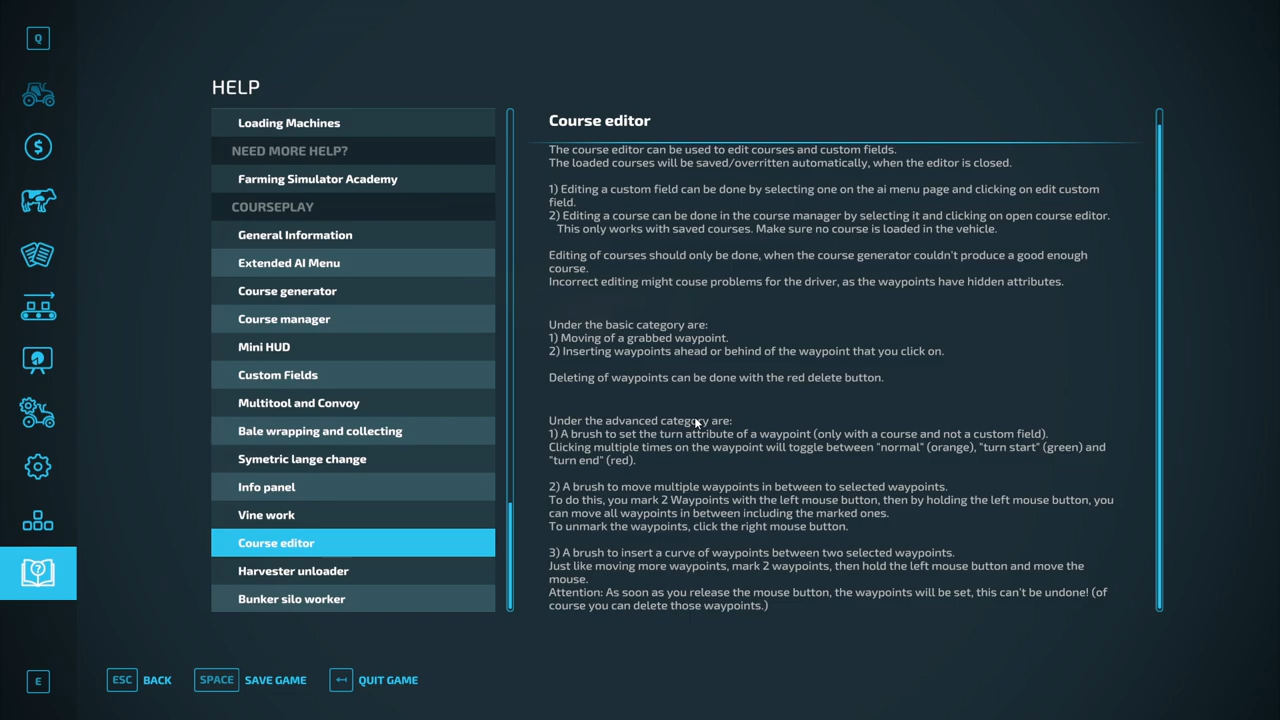 Q
HELP
Loading Machines
NEED MORE HELP?
Farming Simulator Academy
COURSEPLAY
General Information
Extended AI Menu
Course generator
Course manager
Mini HUD
Custom Fields
Multitool and Convoy
Bale wrapping and collecting
Symetric lange change
Info panel
Vine work
Course editor
Harvester unloader
Bunker silo worker
Course editor
The course editor can be used to edit courses and custom fields.
The loaded courses will be saved/overritten automatically, when the editor is closed.
1) Editing a custom field can be done by selecting one on the ai menu page and clicking on edit custom
field.
2) Editing a course can be done in the course manager by selecting it and clicking on open course editor.
This only works with saved courses. Make sure no course is loaded in the vehicle.
Editing of courses should only be done, when the course generator couldn't produce a good enough
course.
Incorrect editing might couse problems for the driver, as the waypoints have hidden attributes.
Under the basic category are:
1) Moving of a grabbed waypoint.
2) Inserting waypoints ahead or behind of the waypoint that you click on.
Deleting of waypoints can be done with the red delete button.
Under the advanced category are:
1) A brush to set the turn attribute of a waypoint (only with a course and not a custom field).
Clicking multiple times on the waypoint will toggle between "normal" (orange), "turn start" (green) and
"turn end" (red).
2) A brush to move multiple waypoints in between to selected waypoints.
To do this, you mark 2 Waypoints with the left mouse button, then by holding the left mouse button, you
can move all waypoints in between including the marked ones.
To unmark the waypoints, click the right mouse button.
3) A brush to insert a curve of waypoints between two selected waypoints.
Just like moving more waypoints, mark 2 waypoints, then hold the left mouse button and move the
mouse.
Attention: As soon as you release the mouse button, the waypoints will be set, this can't be undone! (of
course you can delete those waypoints.)
E
ESC BACK SPACE SAVE GAME QUIT GAME